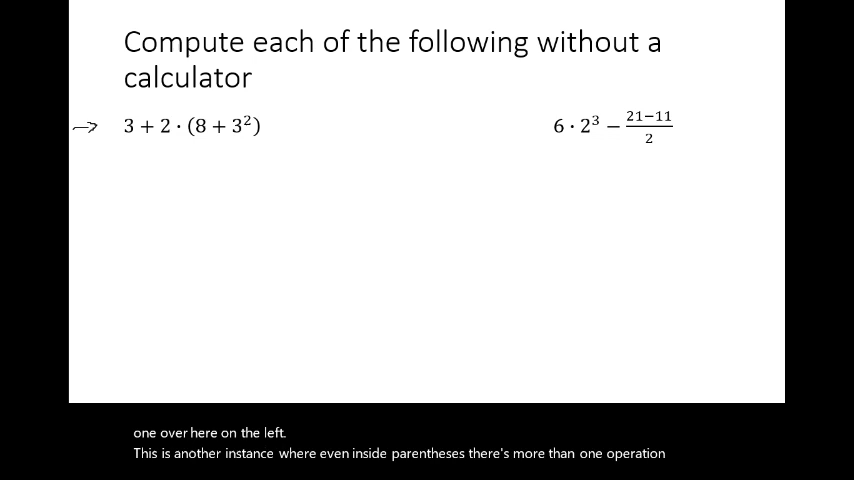 Compute each of the following without a
calculator
→ 3 + 2 · (8 + 3²)
6 · 2³ − (21−11)/2
one over here on the left.
This is another instance where even inside parentheses there's more than one operation